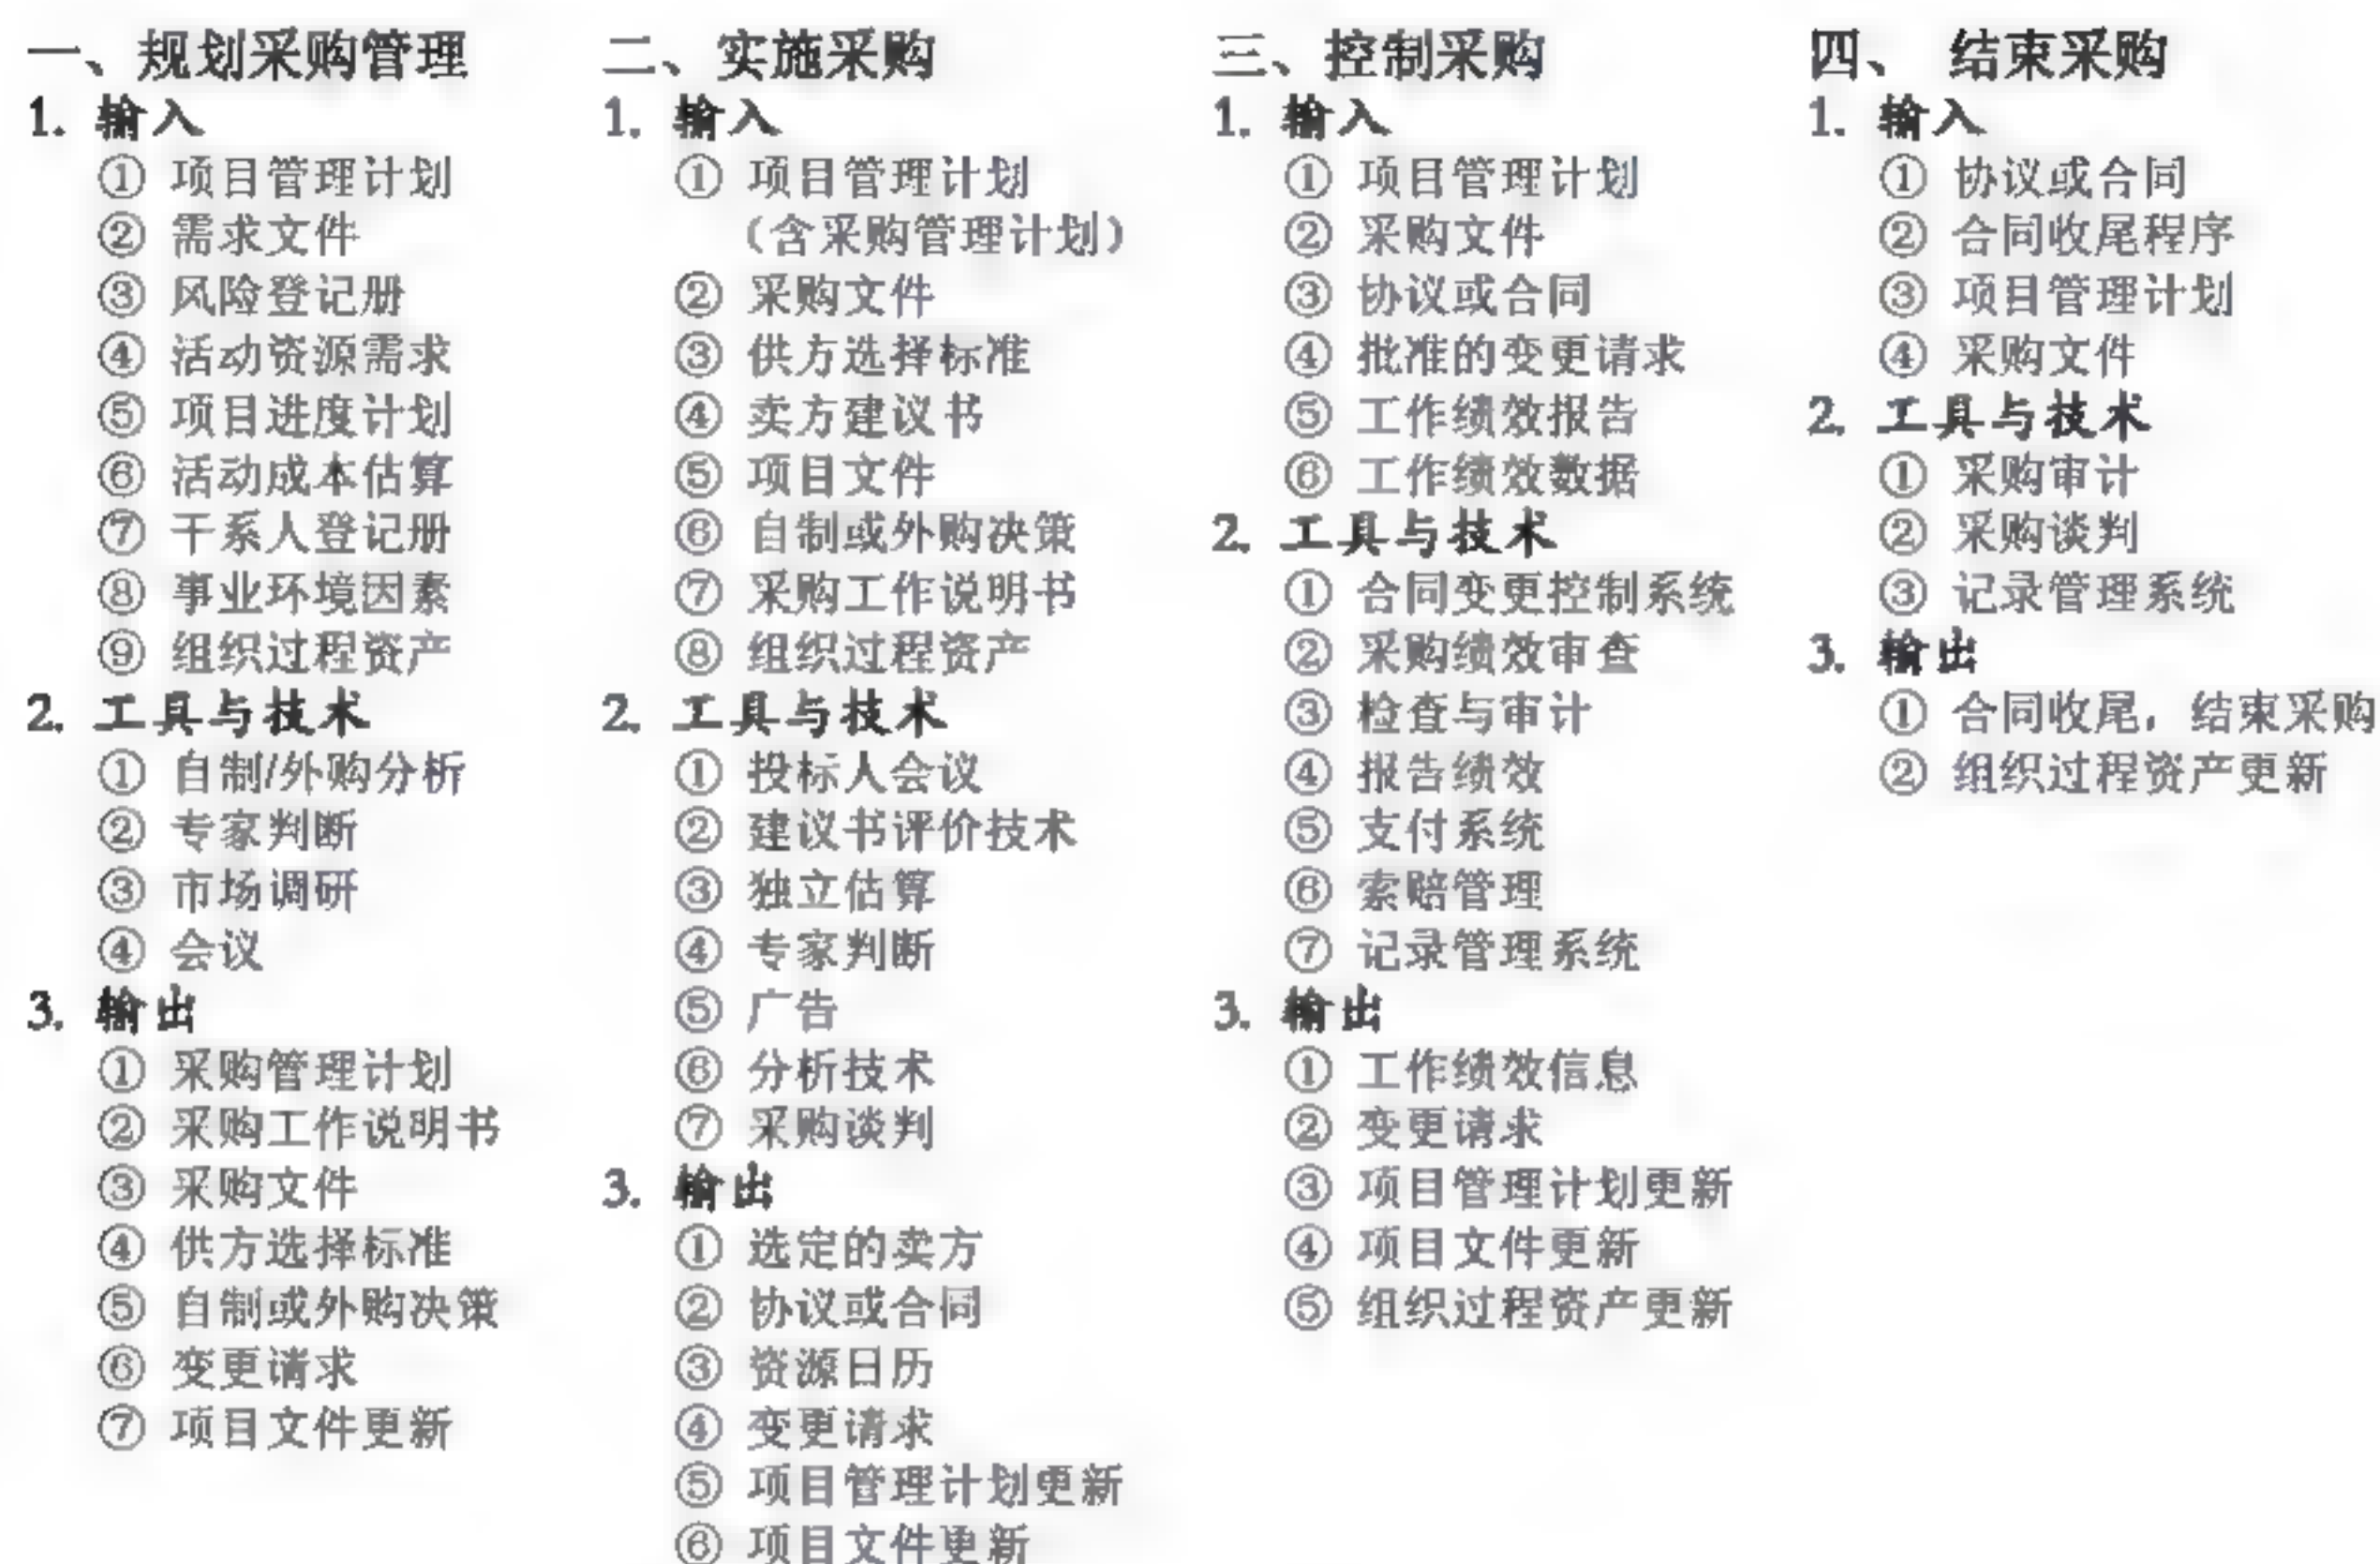 一、规划采购管理
1. 输入
① 项目管理计划
② 需求文件
③ 风险登记册
④ 活动资源需求
⑤ 项目进度计划
⑥ 活动成本估算
⑦ 干系人登记册
⑧ 事业环境因素
⑨ 组织过程资产
2. 工具与技术
① 自制/外购分析
② 专家判断
③ 市场调研
④ 会议
3. 输出
① 采购管理计划
② 采购工作说明书
③ 采购文件
④ 供方选择标准
⑤ 自制或外购决策
⑥ 变更请求
⑦ 项目文件更新
二、实施采购
1. 输入
① 项目管理计划
（含采购管理计划）
② 采购文件
③ 供方选择标准
④ 卖方建议书
⑤ 项目文件
⑥ 自制或外购决策
⑦ 采购工作说明书
⑧ 组织过程资产
2. 工具与技术
① 投标人会议
② 建议书评价技术
③ 独立估算
④ 专家判断
⑤ 广告
⑥ 分析技术
⑦ 采购谈判
3. 输出
① 选定的卖方
② 协议或合同
③ 资源日历
④ 变更请求
⑤ 项目管理计划更新
⑥ 项目文件更新
三、控制采购
1. 输入
① 项目管理计划
② 采购文件
③ 协议或合同
④ 批准的变更请求
⑤ 工作绩效报告
⑥ 工作绩效数据
2. 工具与技术
① 合同变更控制系统
② 采购绩效审查
③ 检查与审计
④ 报告绩效
⑤ 支付系统
⑥ 索赔管理
⑦ 记录管理系统
3. 输出
① 工作绩效信息
② 变更请求
③ 项目管理计划更新
④ 项目文件更新
⑤ 组织过程资产更新
四、 结束采购
1. 输入
① 协议或合同
② 合同收尾程序
③ 项目管理计划
④ 采购文件
2. 工具与技术
① 采购审计
② 采购谈判
③ 记录管理系统
3. 输出
① 合同收尾，结束采购
② 组织过程资产更新